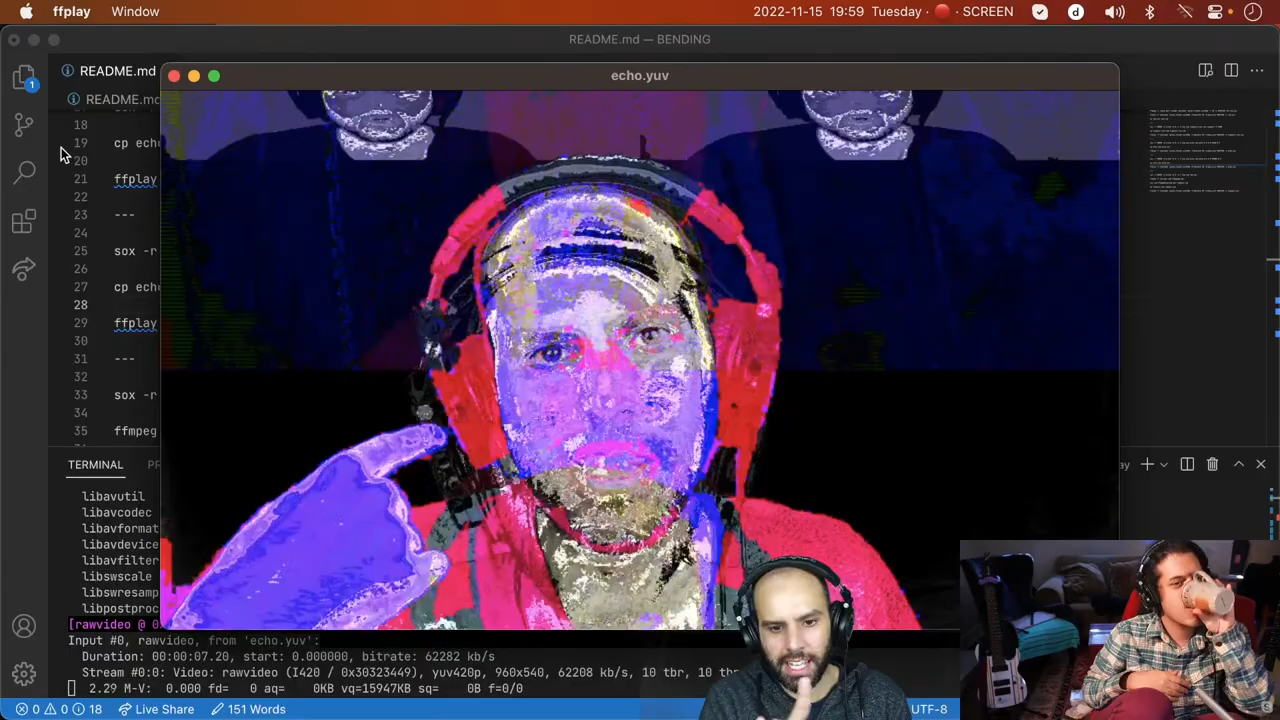 ffplay Window 2022-11-15 19:59 Tuesday SCREEN
README.md — BENDING
README.md
README.md
echo.yuv
1
18
19 cp echo
20
21 ffplay
22
23 ---
24
25 sox -r
26
27 cp echo
28
29 ffplay
30
31 ---
32
33 sox -r
34
35 ffmpeg
TERMINAL
libavutil
libavcodec
libavformat
libavdevice
libavfilter
libswscale
libswresamp
libpostproc
[rawvideo @ 0
Input #0, rawvideo, from 'echo.yuv':
Duration: 00:00:07.20, start: 0.000000, bitrate: 62282 kb/s
Stream #0:0: Video: rawvideo (I420 / 0x30323449), yuv420p, 960x540, 62208 kb/s, 10 tbr, 10
2.29 M-V: 0.000 fd= 0 aq= 0KB vq=15947KB sq= 0B f=0/0
0 0 18 Live Share 151 Words UTF-8